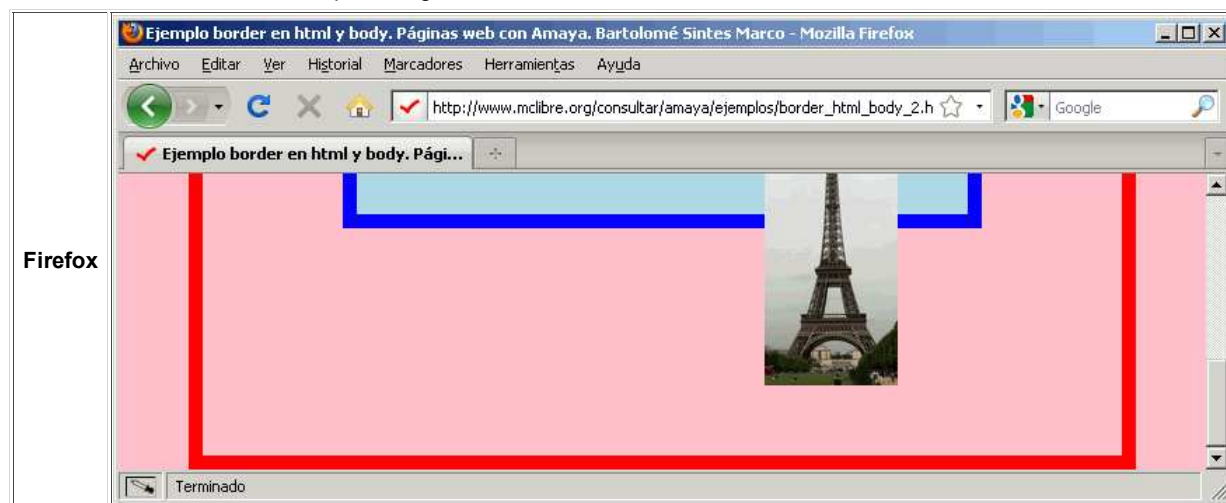 Ejemplo border en html y body. Páginas web con Amaya. Bartolomé Sintes Marco - Mozilla Firefox
Archivo Editar Ver Historial Marcadores Herramientas Ayuda
http://www.mclibre.org/consultar/amaya/ejemplos/border_html_body_2.h Google
Ejemplo border en html y body. Pági...
Firefox
Terminado